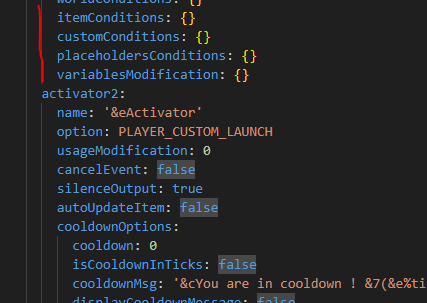 worldConditions: {}
itemConditions: {}
customConditions: {}
placeholdersConditions: {}
variablesModification: {}
activator2:
name: '&eActivator'
option: PLAYER_CUSTOM_LAUNCH
usageModification: 0
cancelEvent: false
silenceOutput: true
autoUpdateItem: false
cooldownOptions:
cooldown: 0
isCooldownInTicks: false
cooldownMsg: '&cYou are in cooldown ! &7(&e%ti
displayCooldownMessage: false